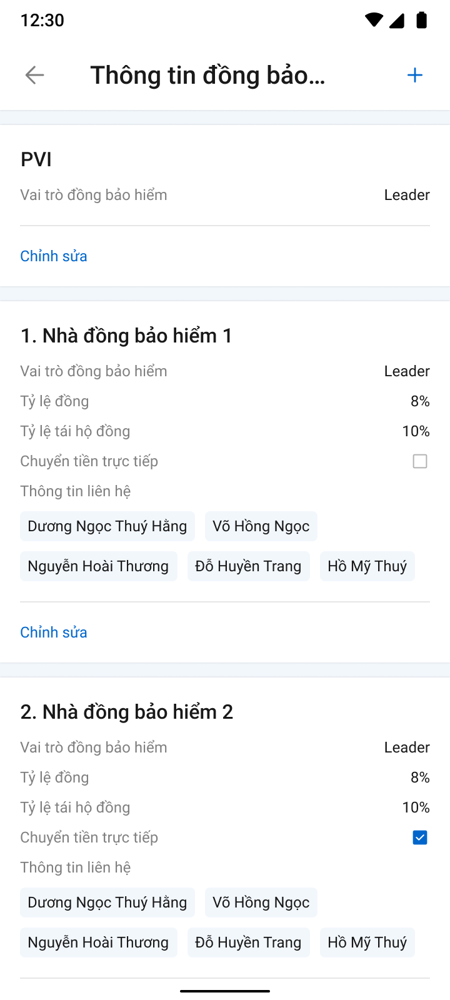 12:30
Thông tin đồng bảo...
PVI
Vai trò đồng bảo hiểm Leader
Chỉnh sửa
1. Nhà đồng bảo hiểm 1
Vai trò đồng bảo hiểm Leader
Tỷ lệ đồng 8%
Tỷ lệ tái hộ đồng 10%
Chuyển tiền trực tiếp
Thông tin liên hệ
Dương Ngọc Thuý Hằng Võ Hồng Ngọc
Nguyễn Hoài Thương Đỗ Huyền Trang Hồ Mỹ Thuý
Chỉnh sửa
2. Nhà đồng bảo hiểm 2
Vai trò đồng bảo hiểm Leader
Tỷ lệ đồng 8%
Tỷ lệ tái hộ đồng 10%
Chuyển tiền trực tiếp
Thông tin liên hệ
Dương Ngọc Thuý Hằng Võ Hồng Ngọc
Nguyễn Hoài Thương Đỗ Huyền Trang Hồ Mỹ Thuý